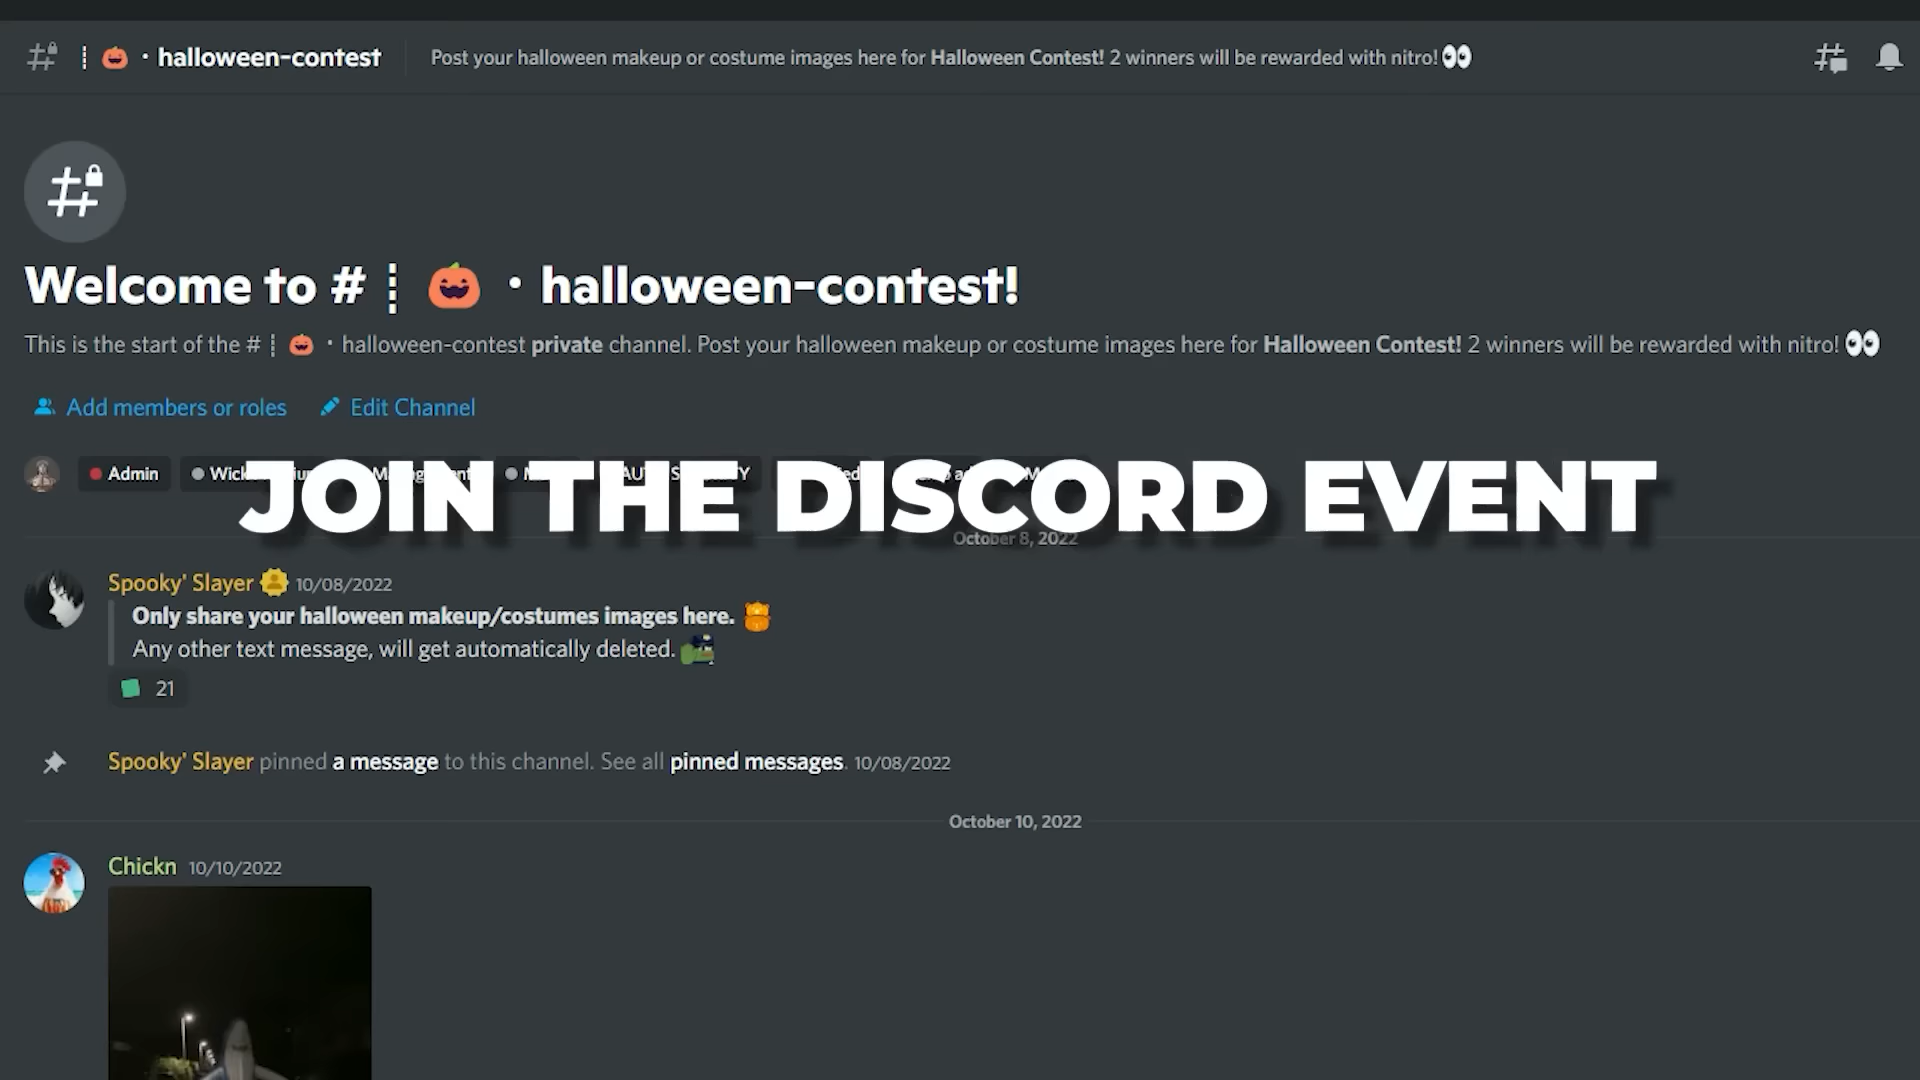 halloween-contest
Post your halloween makeup or costume images here for Halloween Contest! 2 winners will be rewarded with nitro!
Welcome to # ┊ 🎃 ・halloween-contest!
This is the start of the # ┊ 🎃 ・halloween-contest private channel. Post your halloween makeup or costume images here for Halloween Contest! 2 winners will be rewarded with nitro! 👀
Add members or roles
Edit Channel
Admin
JOIN THE DISCORD EVENT
October 8, 2022
Spooky' Slayer 10/08/2022
Only share your halloween makeup/costumes images here.
Any other text message, will get automatically deleted.
21
Spooky' Slayer pinned a message to this channel. See all pinned messages. 10/08/2022
October 10, 2022
Chickn 10/10/2022